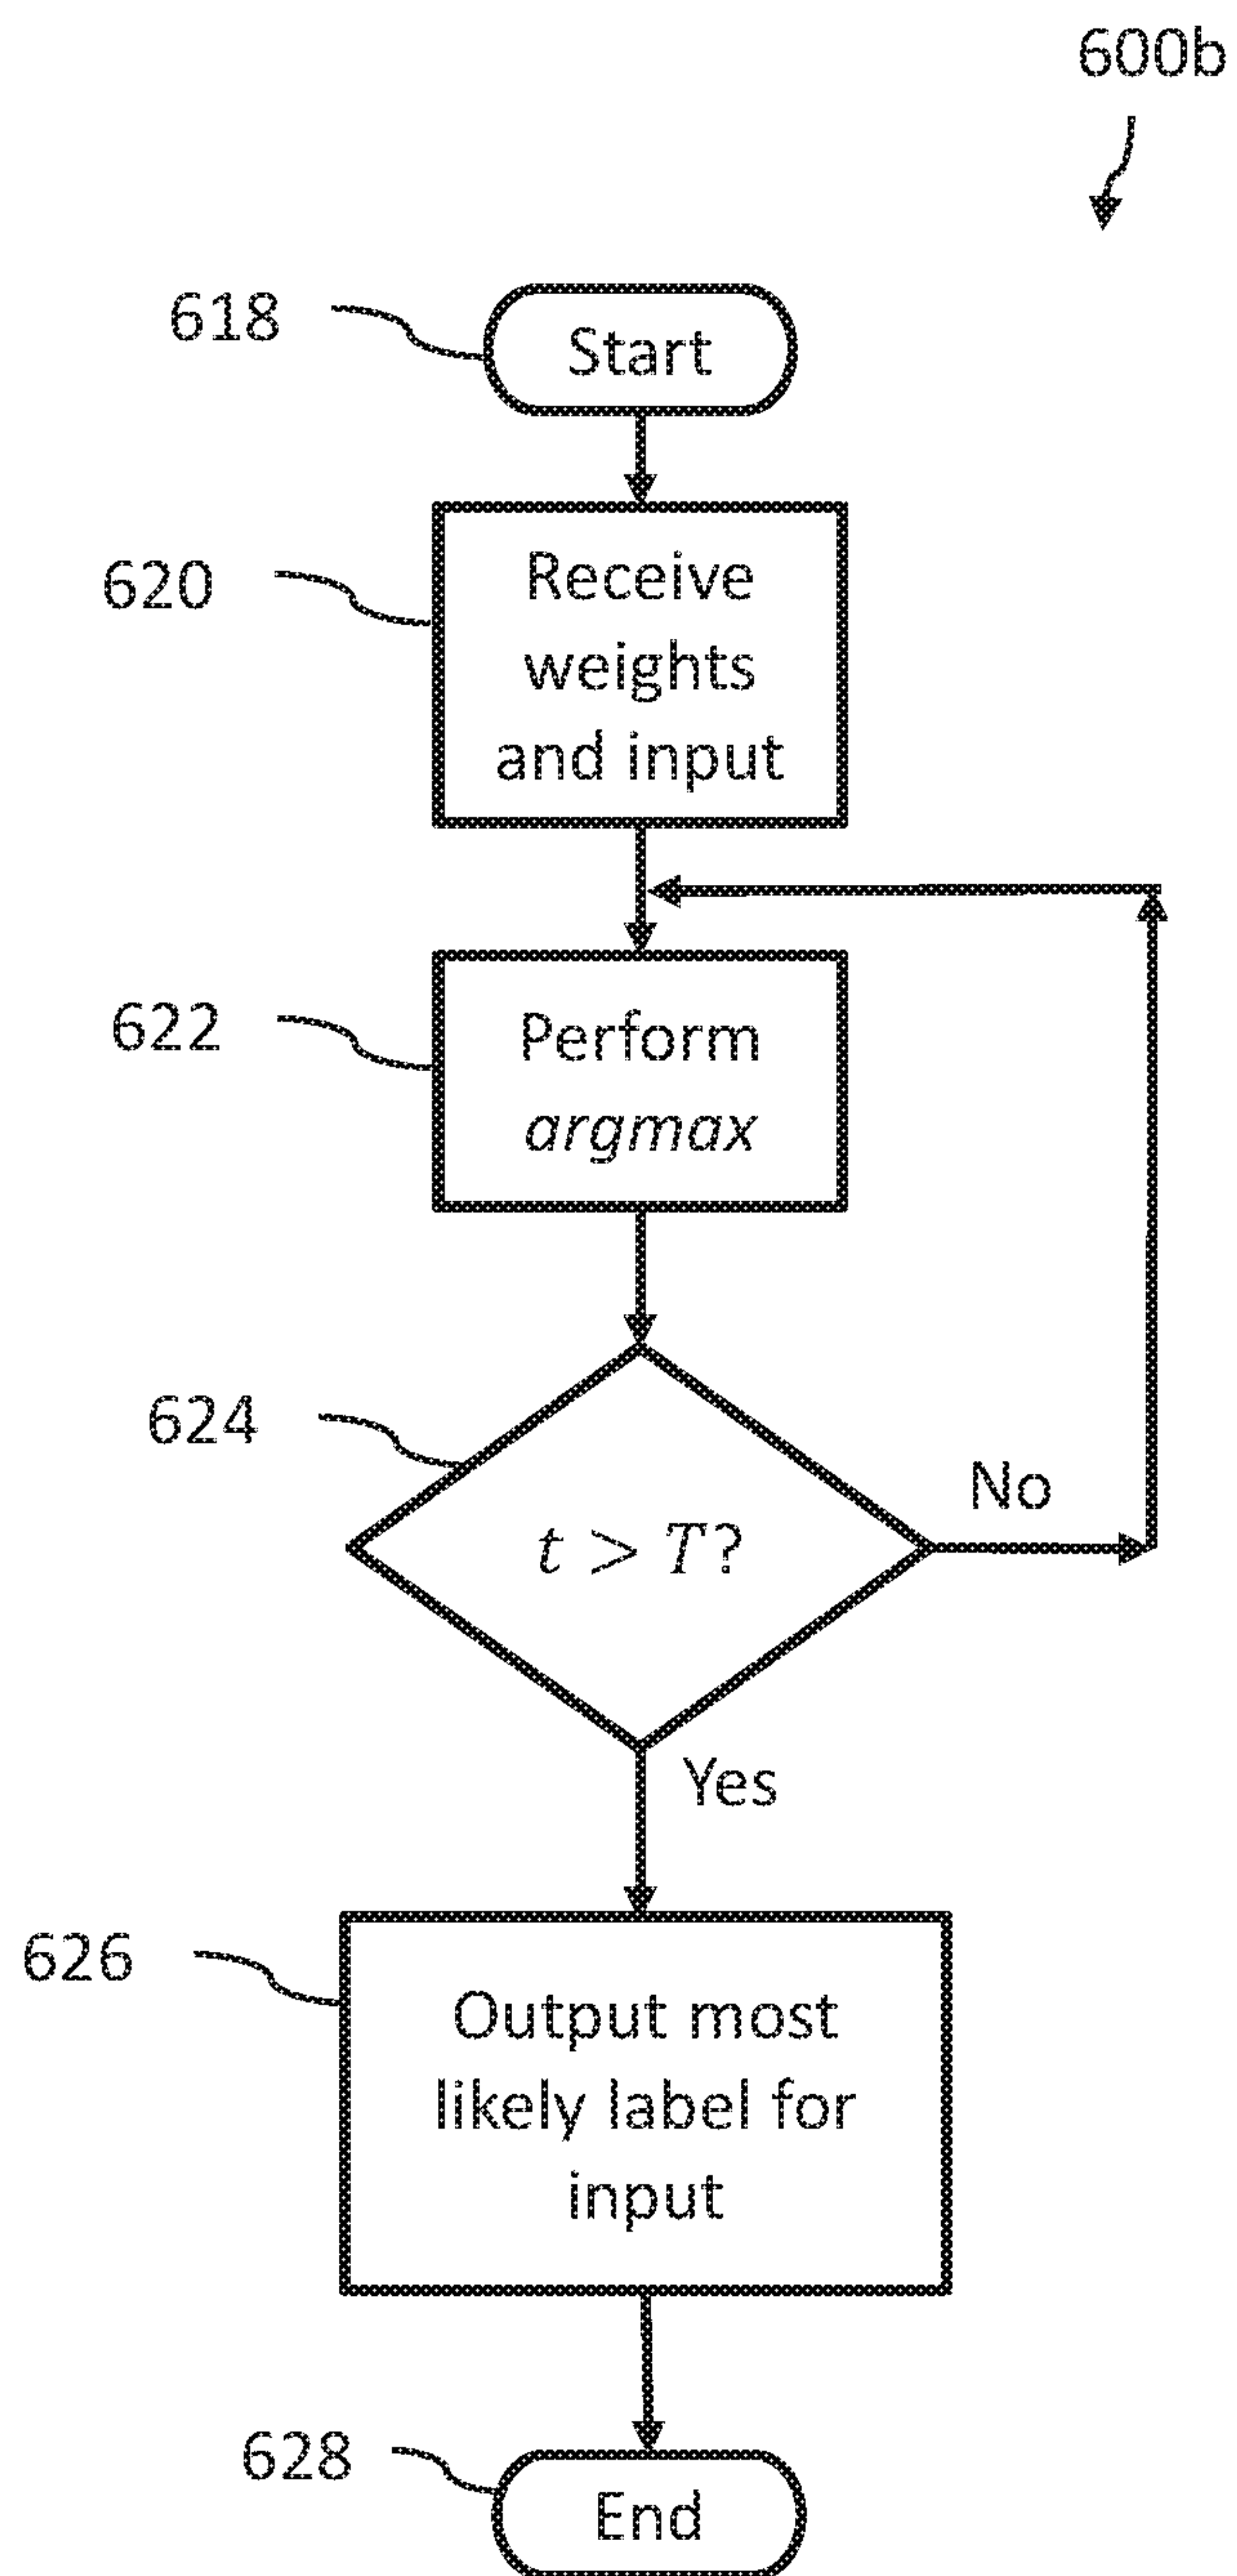 600b
618
Start
620
Receive
weights
and input
622
Perform
argmax
624
No
t > T?
Yes
626
Output most
likely label for
input
628
End